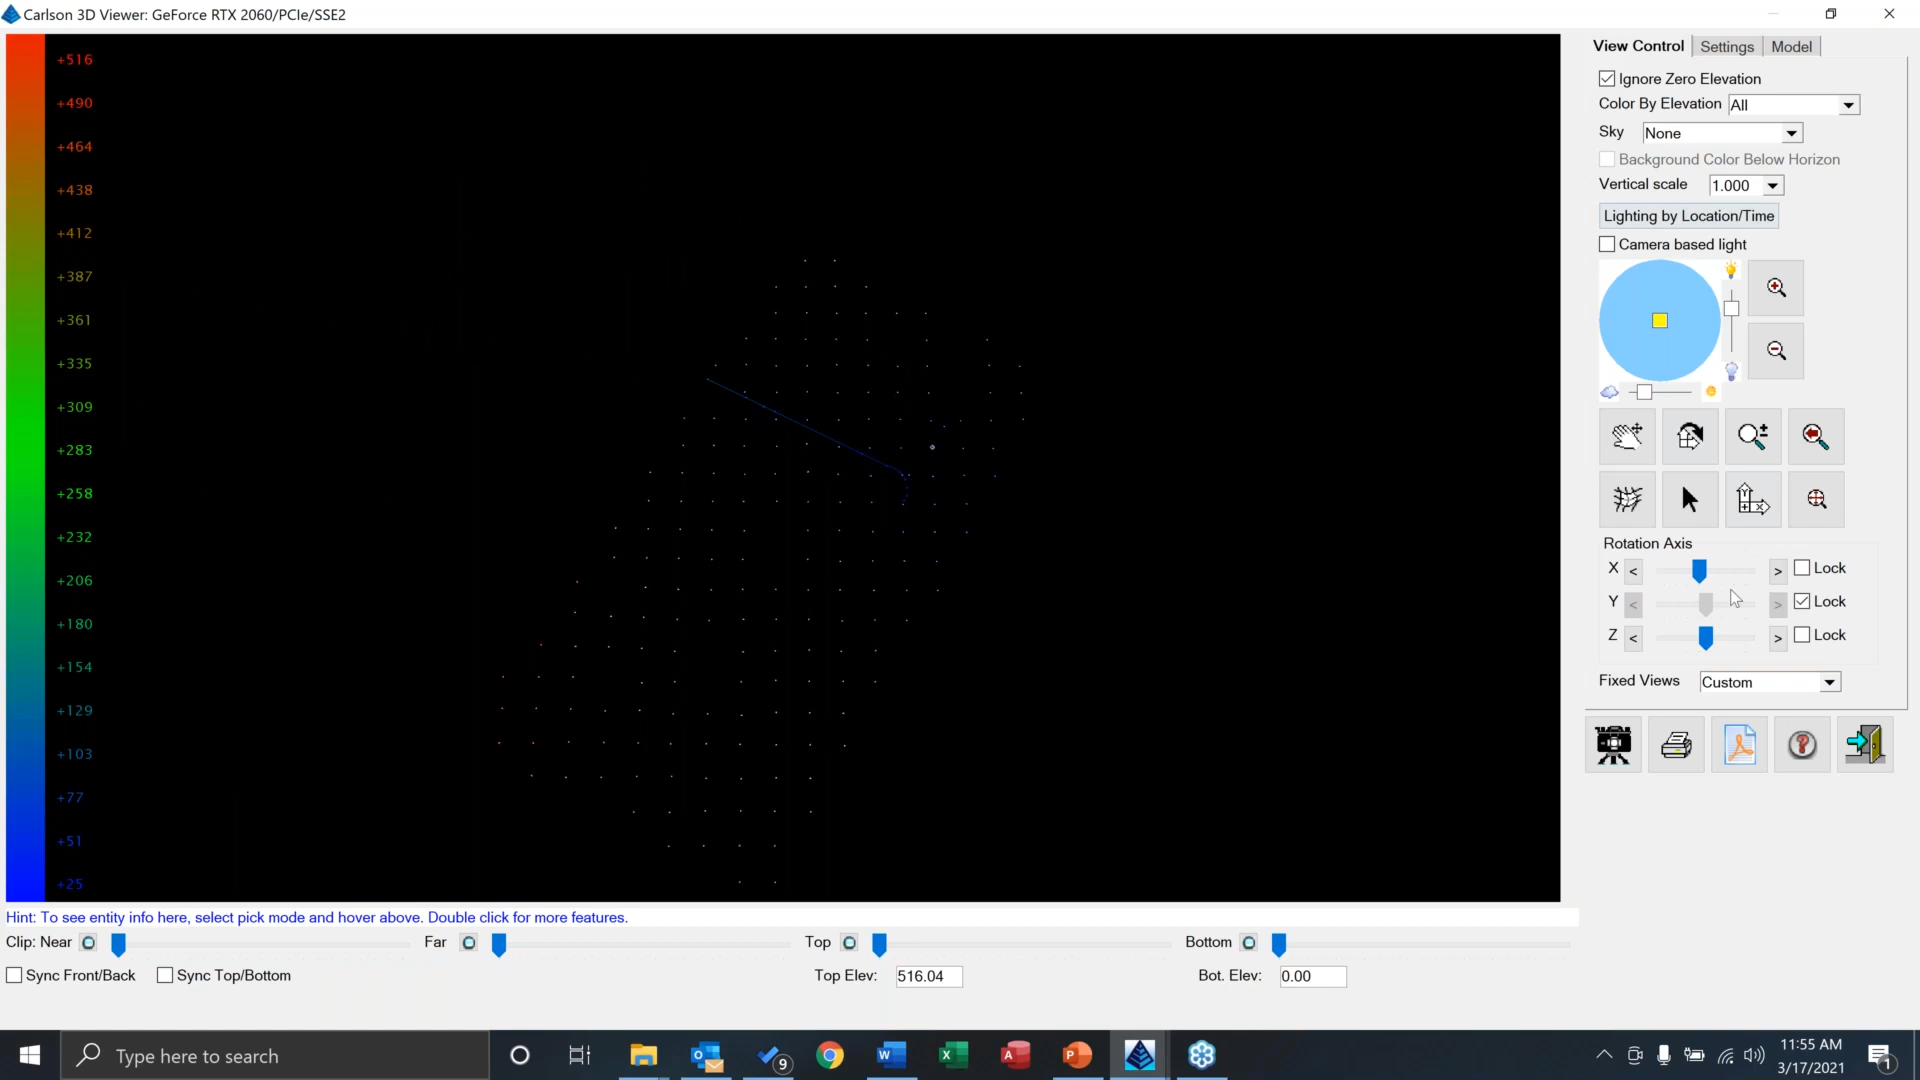 Carlson 3D Viewer: GeForce RTX 2060/PCIe/SSE2
+516
+490
+464
+438
+412
+387
+361
+335
+309
+283
+258
+232
+206
+180
+154
+129
+103
+77
+51
+25
View Control
Settings
Model
Ignore Zero Elevation
Color By Elevation
All
Sky
None
Background Color Below Horizon
Vertical scale
1.000
Lighting by Location/Time
Camera based light
Rotation Axis
X < > Lock
Y < > Lock
Z < > Lock
Fixed Views
Custom
Hint: To see entity info here, select pick mode and hover above. Double click for more features.
Clip: Near
Far
Top
Bottom
Sync Front/Back
Sync Top/Bottom
Top Elev:
516.04
Bot. Elev:
0.00
Type here to search
9
11:55 AM
3/17/2021
1